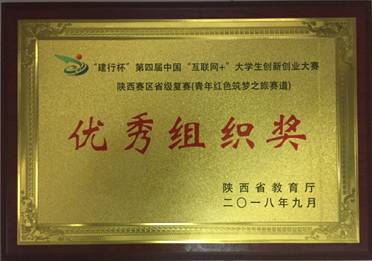 "建行杯"第四届中国"互联网+"大学生创新创业大赛
陕西赛区省级复赛(青年红色筑梦之旅赛道)
优秀组织奖
陕西省教育厅
二〇一八年九月